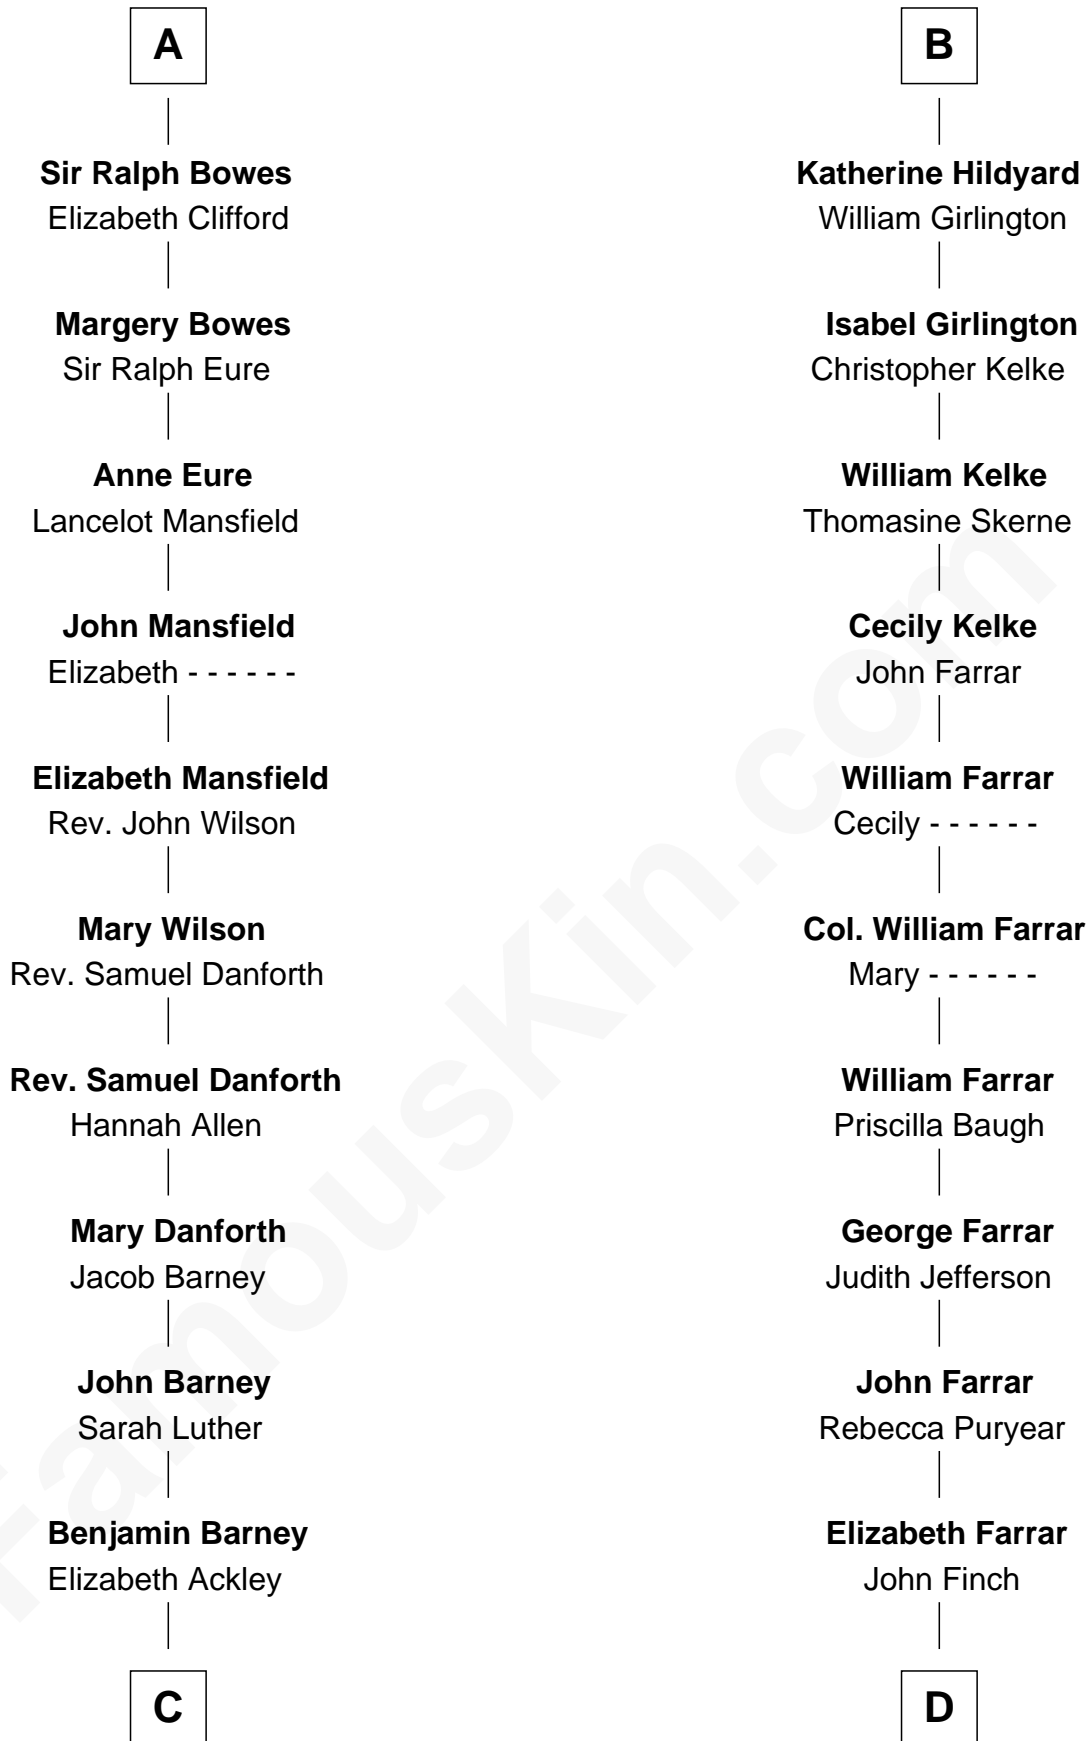 A
Sir Ralph Bowes
Elizabeth Clifford
Margery Bowes
Sir Ralph Eure
Anne Eure
Lancelot Mansfield
John Mansfield
Elizabeth - - - - - -
Elizabeth Mansfield
Rev. John Wilson
Mary Wilson
Rev. Samuel Danforth
Rev. Samuel Danforth
Hannah Allen
Mary Danforth
Jacob Barney
John Barney
Sarah Luther
Benjamin Barney
Elizabeth Ackley
C
B
Katherine Hildyard
William Girlington
Isabel Girlington
Christopher Kelke
William Kelke
Thomasine Skerne
Cecily Kelke
John Farrar
William Farrar
Cecily - - - - - -
Col. William Farrar
Mary - - - - - -
William Farrar
Priscilla Baugh
George Farrar
Judith Jefferson
John Farrar
Rebecca Puryear
Elizabeth Farrar
John Finch
D
FamousKin.com